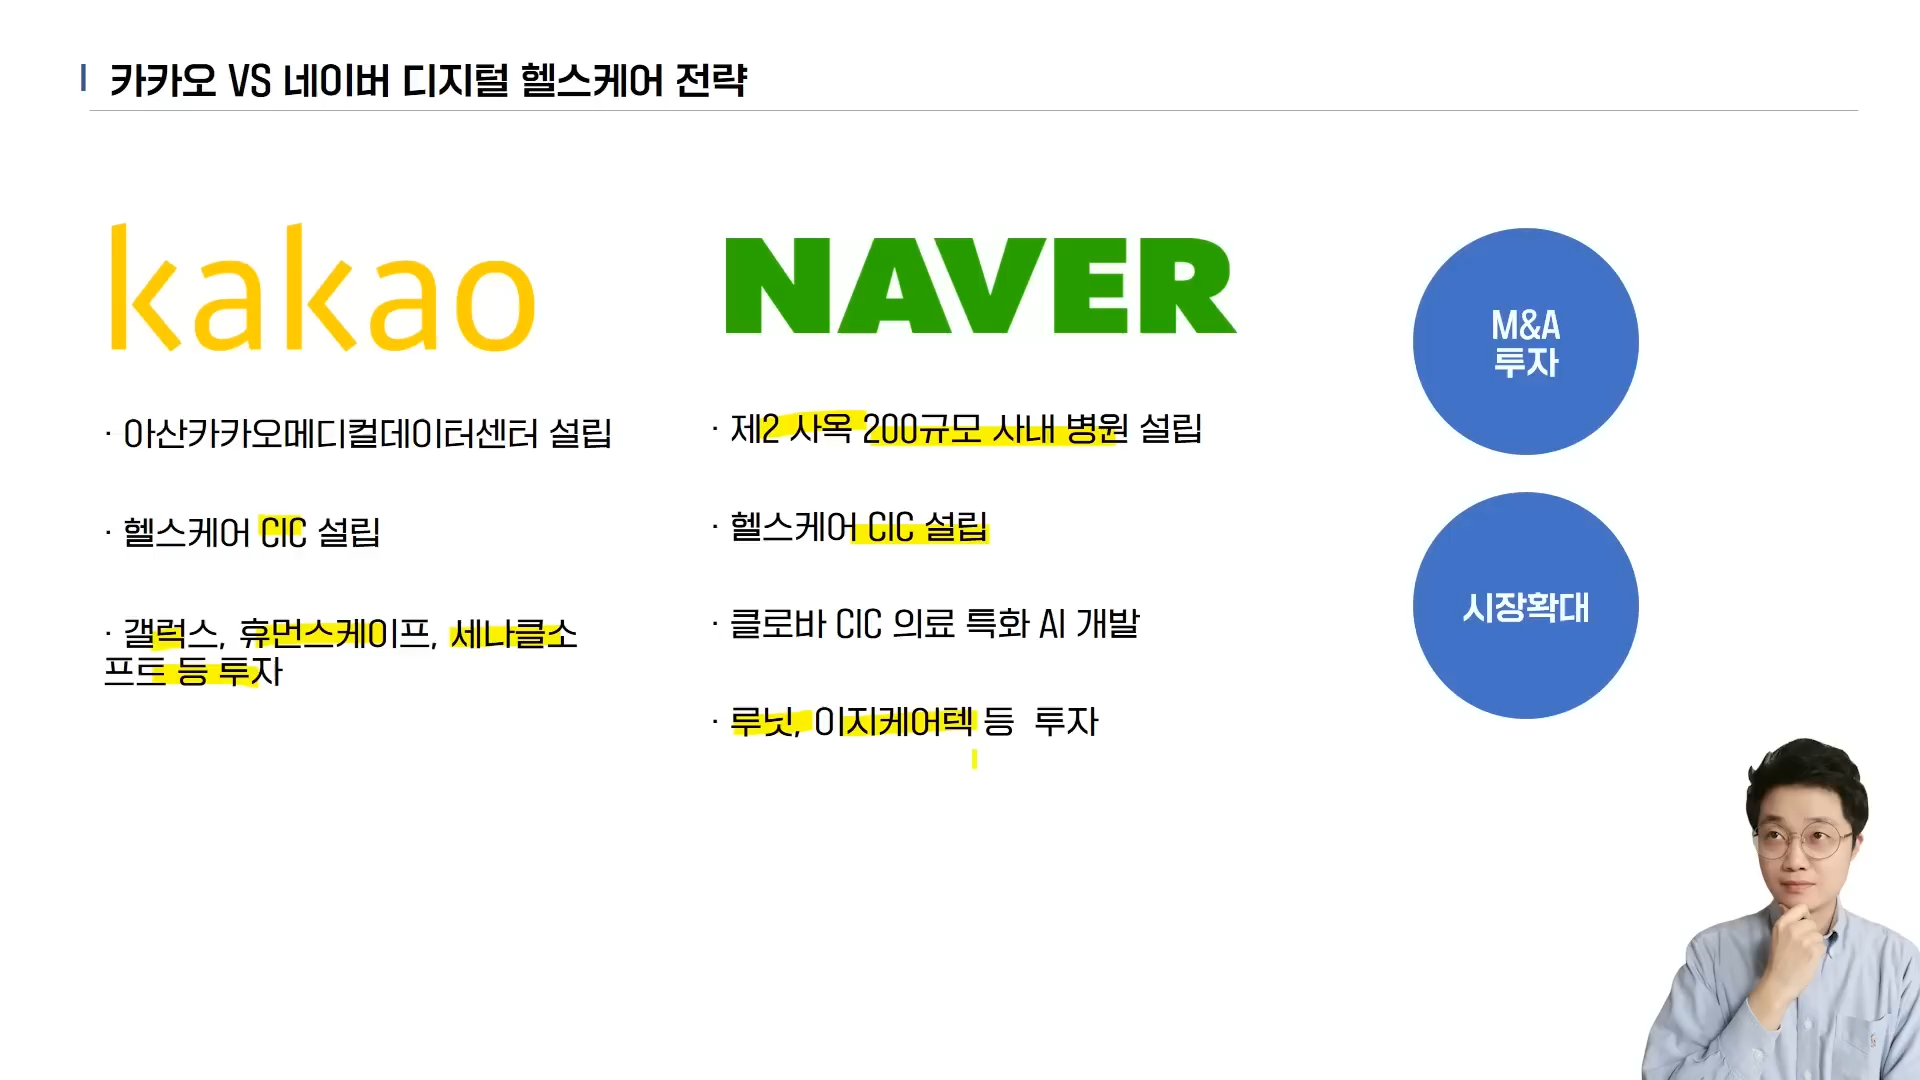 카카오 VS 네이버 디지털 헬스케어 전략
kakao
· 아산카카오메디컬데이터센터 설립
· 헬스케어 CIC 설립
· 갤럭스, 휴먼스케이프, 세나클소
프트 등 투자
NAVER
· 제2 사옥 200규모 사내 병원 설립
· 헬스케어 CIC 설립
· 클로바 CIC 의료 특화 AI 개발
· 루닛, 이지케어텍 등 투자
M&A
투자
시장확대